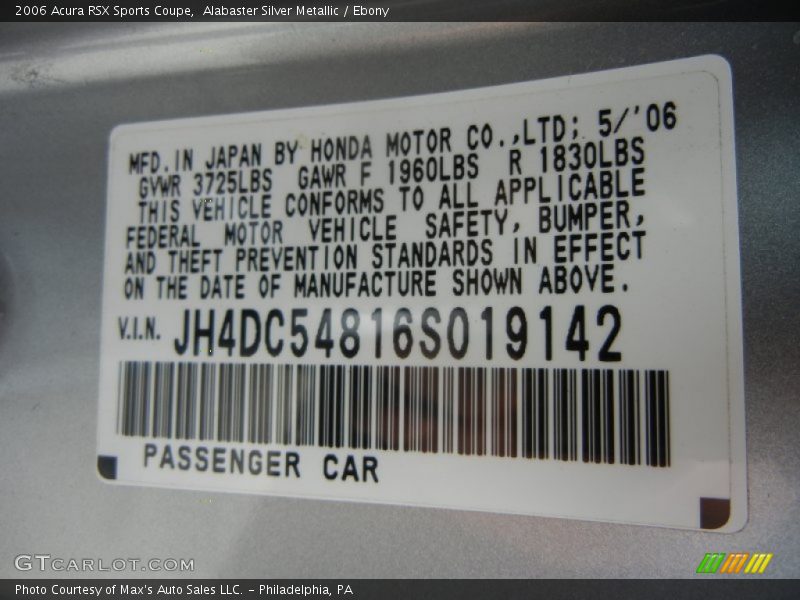 2006 Acura RSX Sports Coupe,  Alabaster Silver Metallic / Ebony
MFD. IN JAPAN BY HONDA MOTOR CO.,LTD; 5/'06
GVWR 3725LBS GAWR F 1960LBS R 1830LBS
THIS VEHICLE CONFORMS TO ALL APPLICABLE
FEDERAL MOTOR VEHICLE SAFETY, BUMPER,
AND THEFT PREVENTION STANDARDS IN EFFECT
ON THE DATE OF MANUFACTURE SHOWN ABOVE.
V.I.N. JH4DC54816S019142
PASSENGER CAR
GTCARLOT.COM
Photo Courtesy of Max's Auto Sales LLC. – Philadelphia, PA